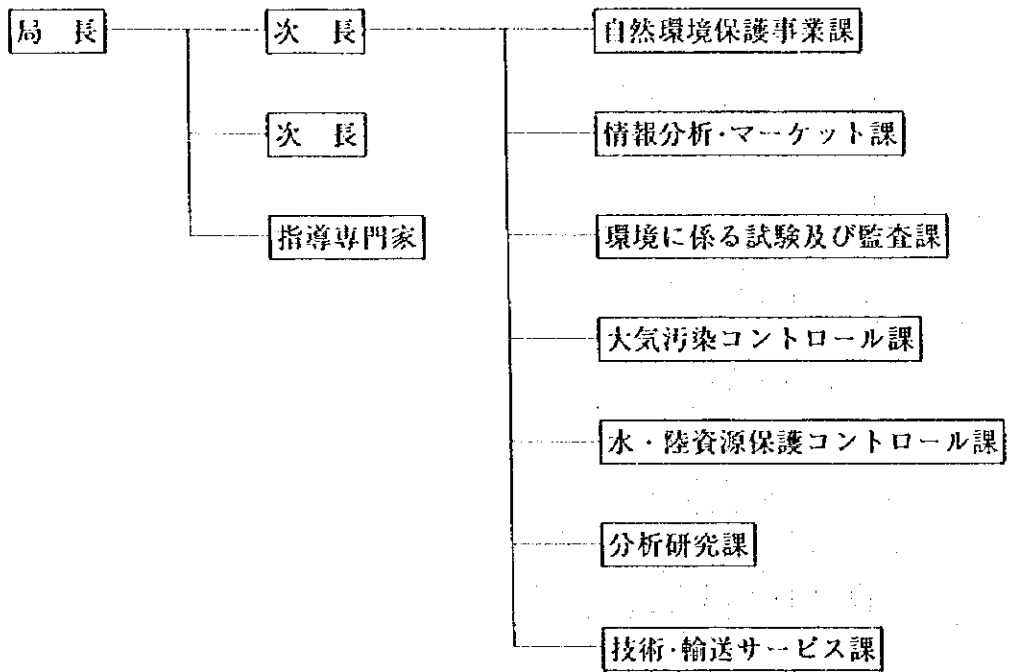 局 長
次 長
自然環境保護事業課
次 長
情報分析・マーケット課
指導専門家
環境に係る試験及び監査課
大気汚染コントロール課
水・陸資源保護コントロール課
分析研究課
技術・輸送サービス課